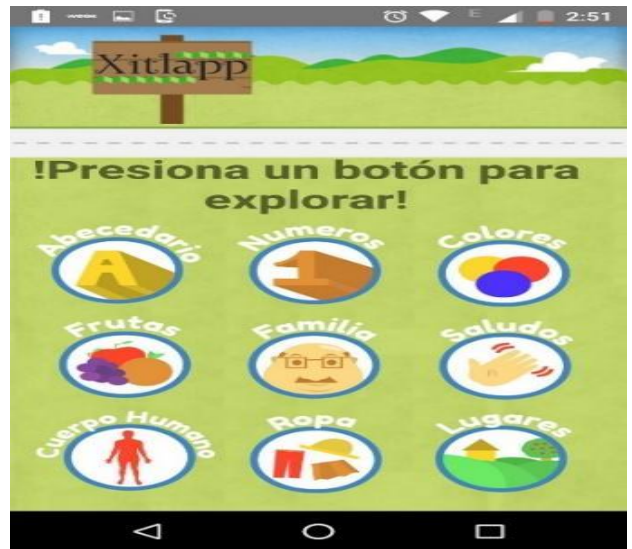 2:51
Xitlapp
!Presiona un botón para
explorar!
Abecedario Numeros Colores
Frutas Familia Saludos
Cuerpo Humano Ropa Lugares